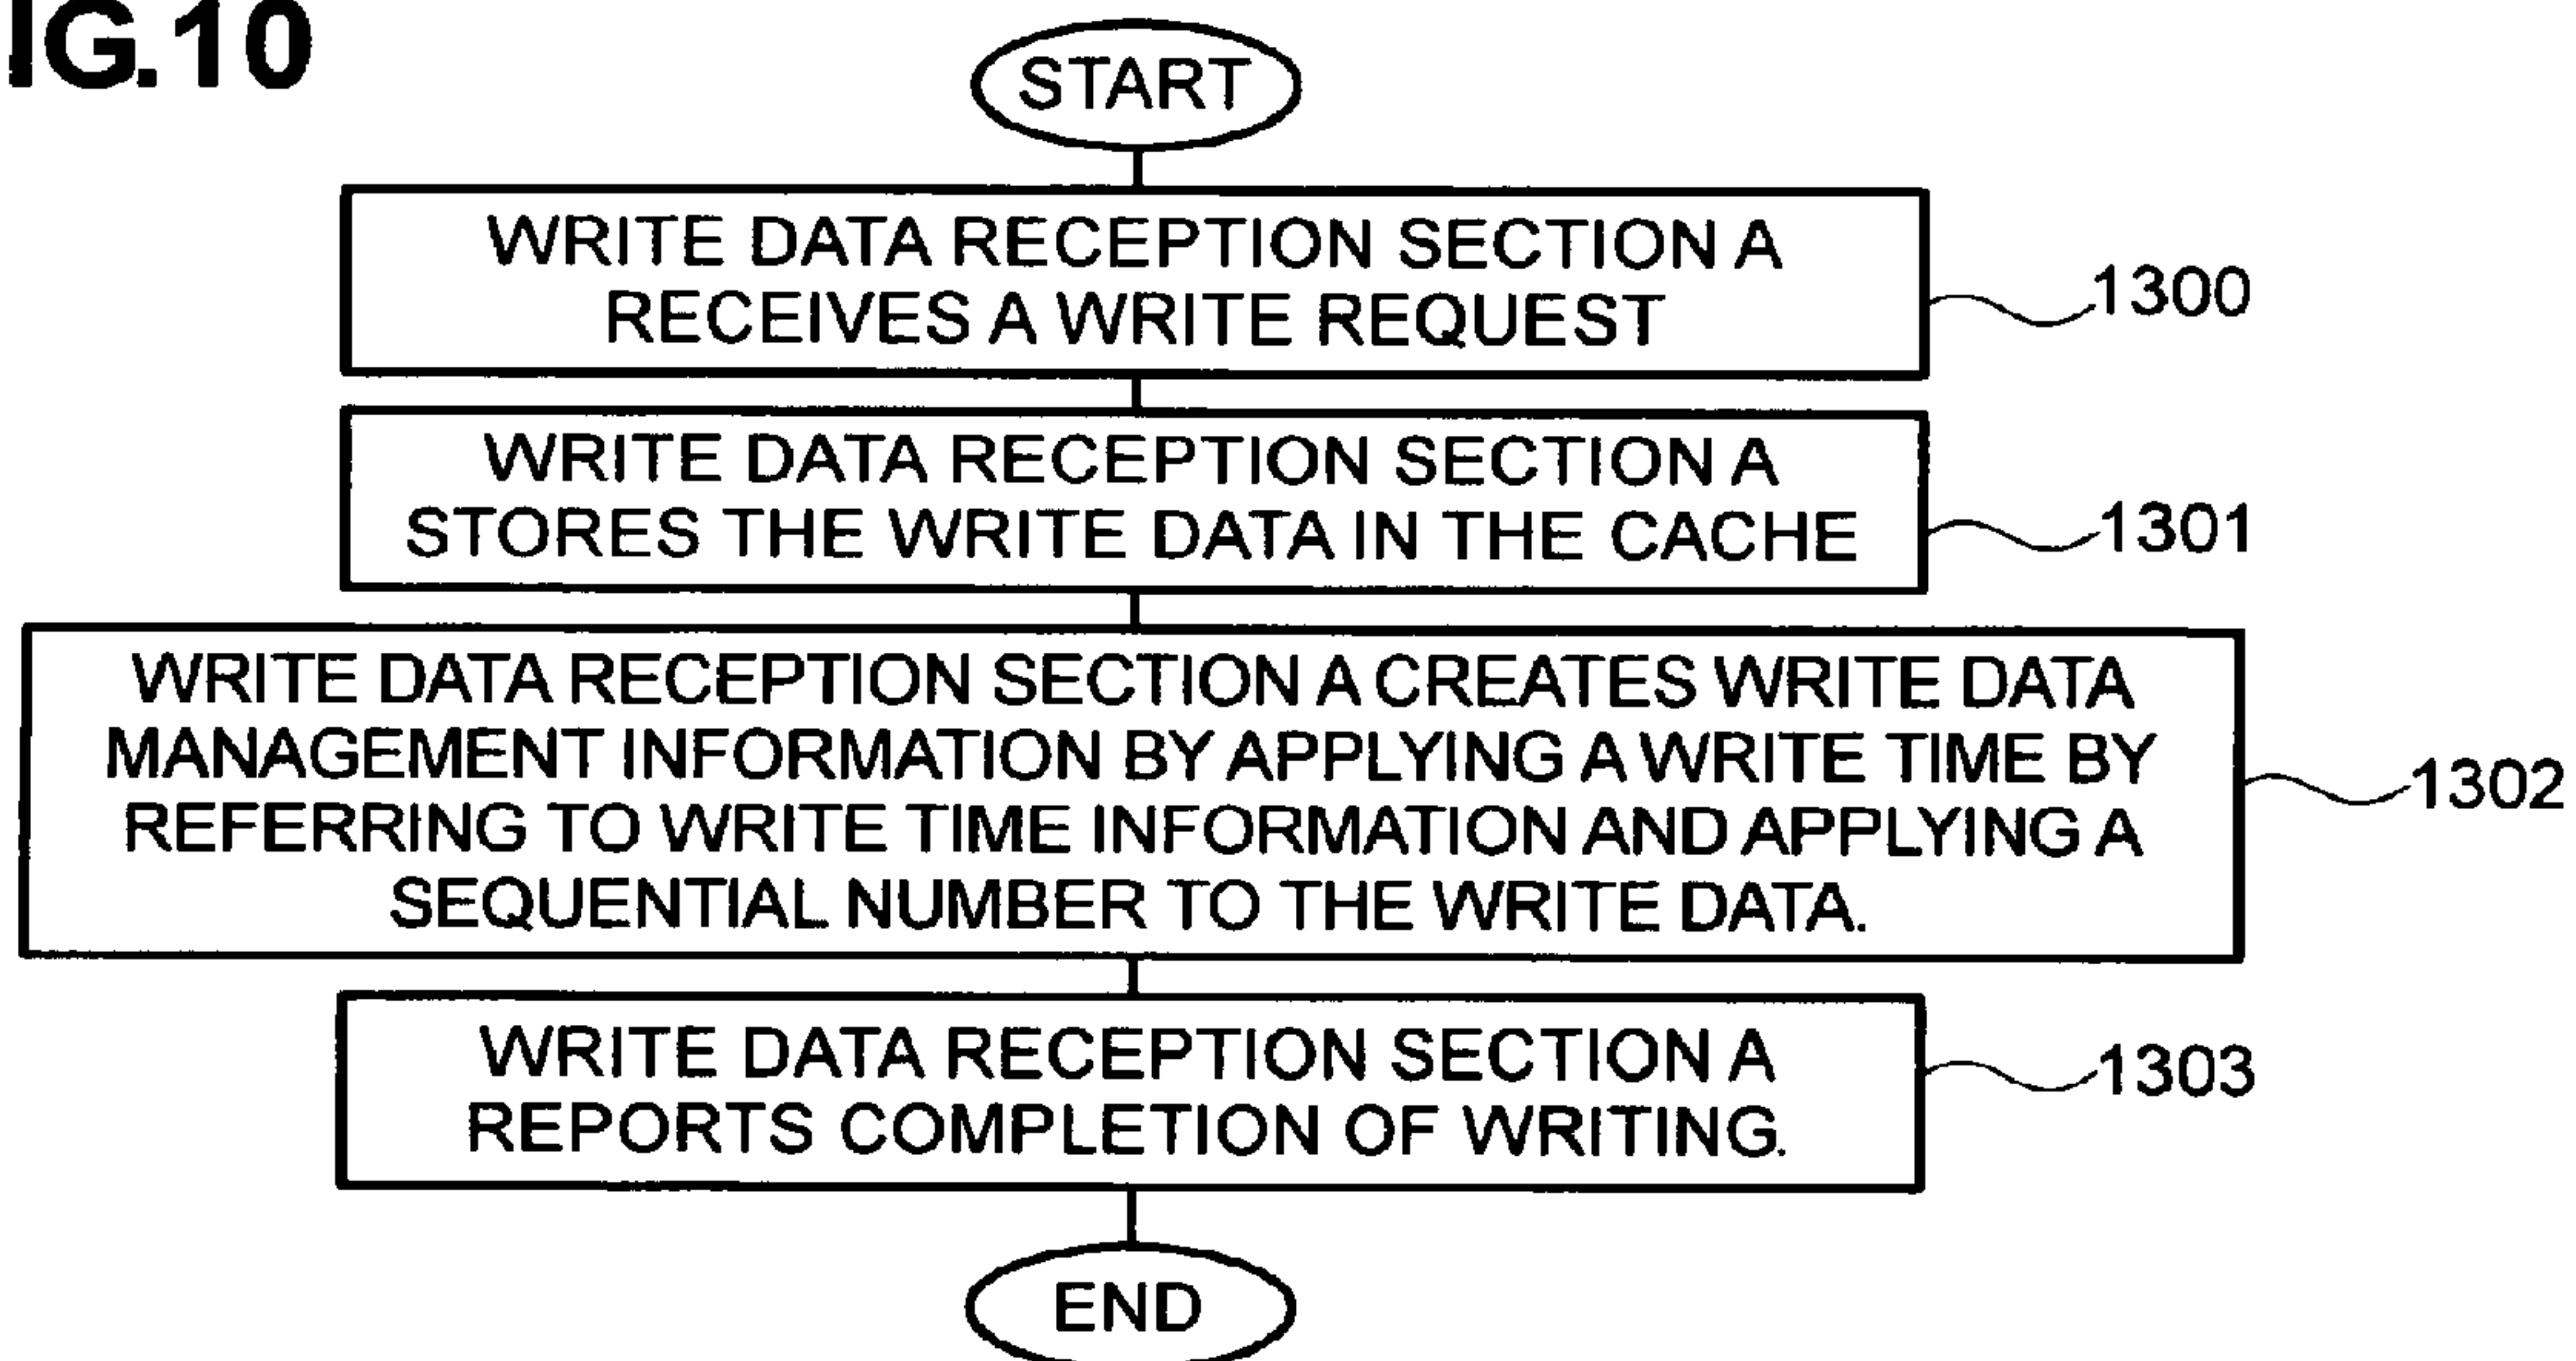 IG.10
START
WRITE DATA RECEPTION SECTION A
RECEIVES A WRITE REQUEST
1300
WRITE DATA RECEPTION SECTION A
STORES THE WRITE DATA IN THE CACHE
1301
WRITE DATA RECEPTION SECTION A CREATES WRITE DATA
MANAGEMENT INFORMATION BY APPLYING A WRITE TIME BY
REFERRING TO WRITE TIME INFORMATION AND APPLYING A
SEQUENTIAL NUMBER TO THE WRITE DATA.
1302
WRITE DATA RECEPTION SECTION A
REPORTS COMPLETION OF WRITING.
1303
END